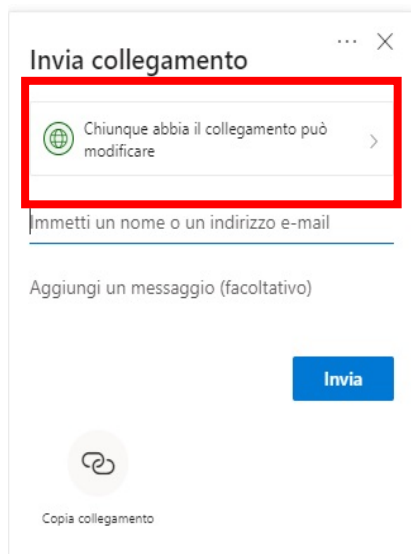 Invia collegamento
Chiunque abbia il collegamento può
modificare
Immetti un nome o un indirizzo e-mail
Aggiungi un messaggio (facoltativo)
Invia
Copia collegamento